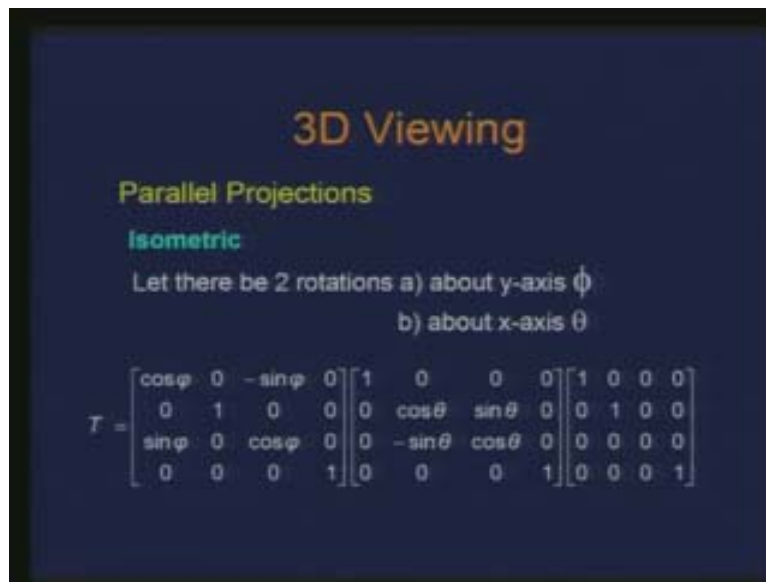 3D Viewing
Parallel Projections
Isometric
Let there be 2 rotations a) about y-axis ϕ
b) about x-axis θ
T = [cosφ 0 −sinφ 0] [1 0 0 0] [1 0 0 0]
[0 1 0 0] [0 cosθ sinθ 0] [0 1 0 0]
[sinφ 0 cosφ 0] [0 −sinθ cosθ 0] [0 0 0 0]
[0 0 0 1] [0 0 0 1] [0 0 0 1]